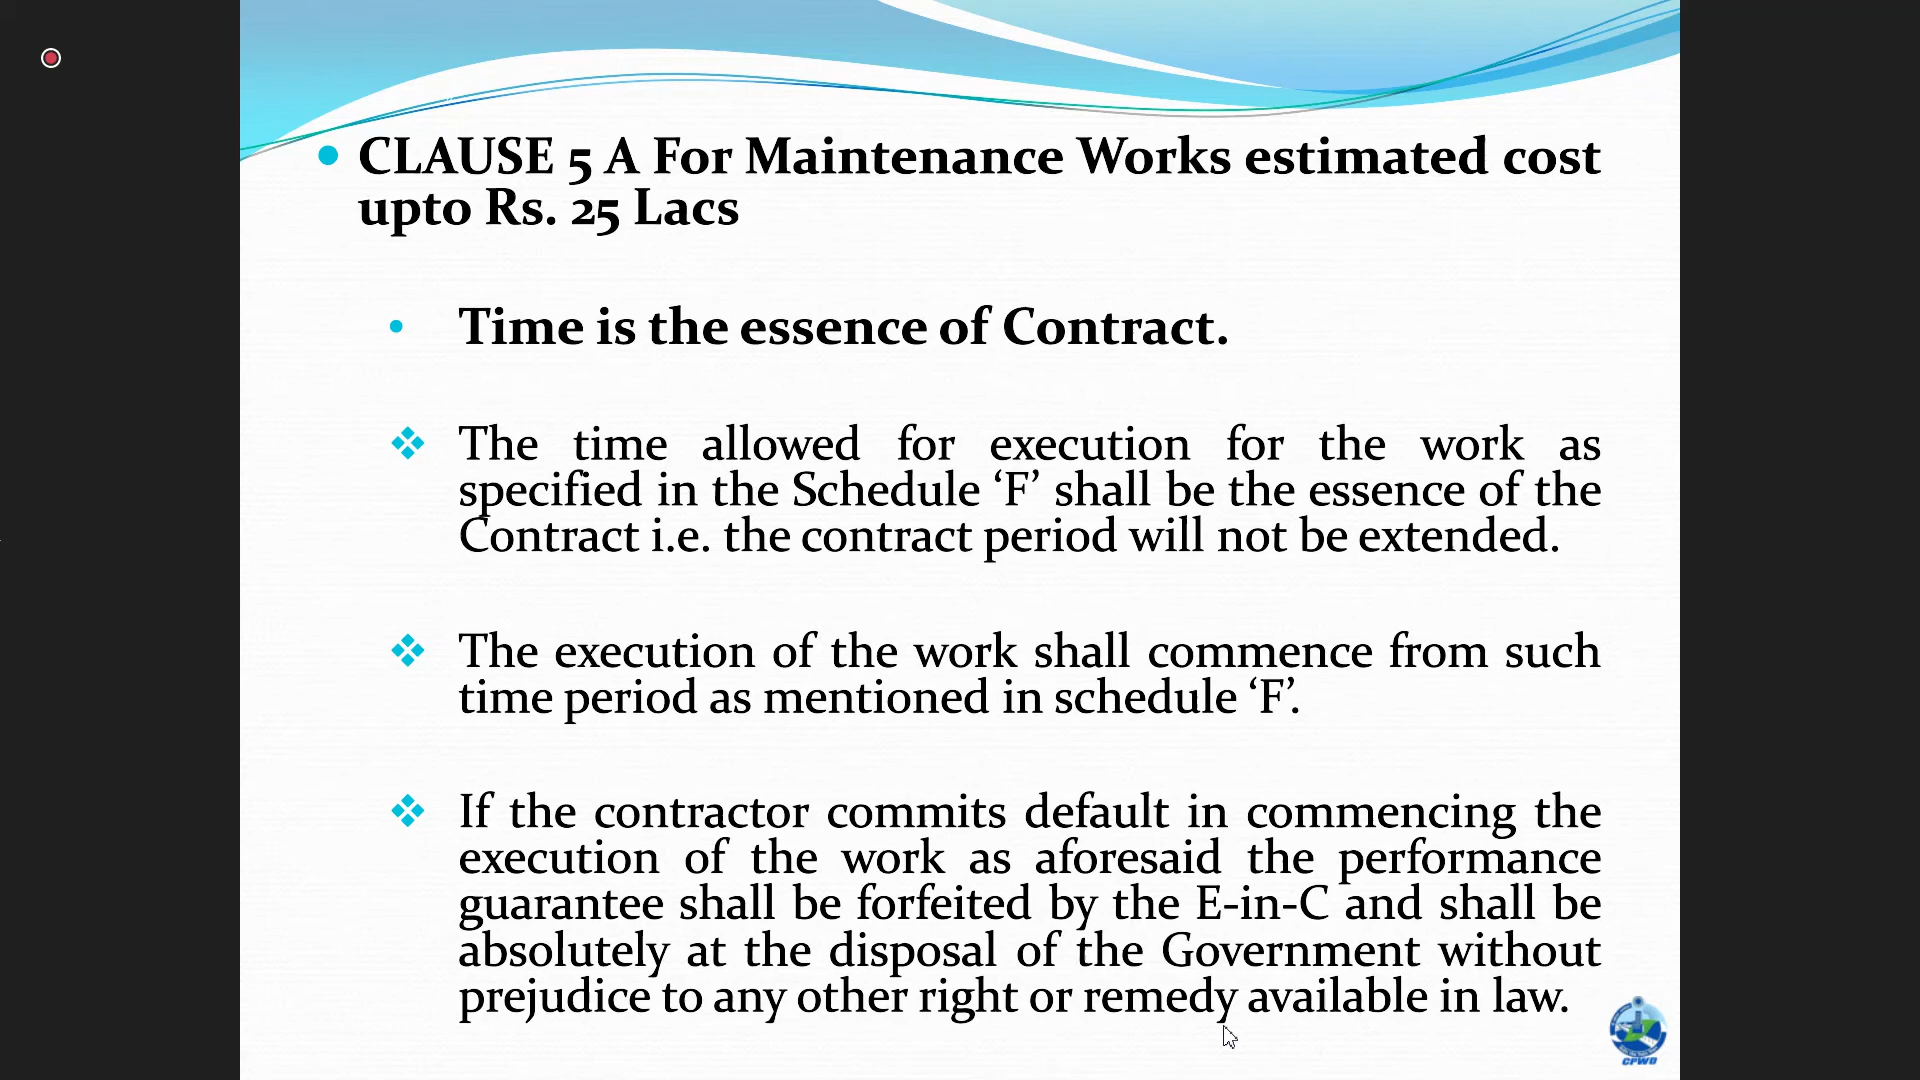 CLAUSE 5 A For Maintenance Works estimated cost
upto Rs. 25 Lacs
Time is the essence of Contract.
The time allowed for execution for the work as
specified in the Schedule ‘F’ shall be the essence of the
Contract i.e. the contract period will not be extended.
The execution of the work shall commence from such
time period as mentioned in schedule ‘F’.
If the contractor commits default in commencing the
execution of the work as aforesaid the performance
guarantee shall be forfeited by the E-in-C and shall be
absolutely at the disposal of the Government without
prejudice to any other right or remedy available in law.
CPWD